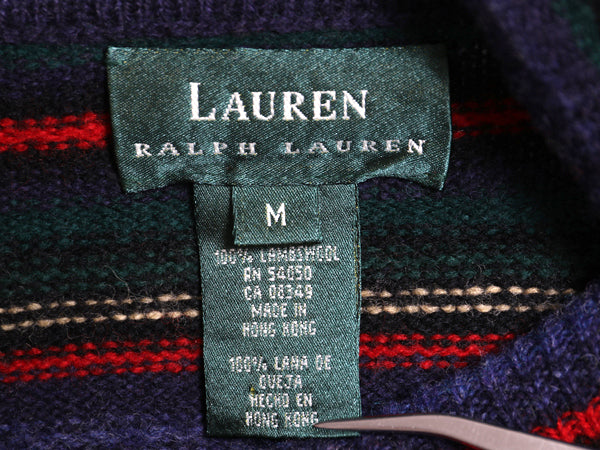 LAUREN
RALPH LAUREN
M
100% LAMBSWOOL
RN 54050
CA 08349
MADE IN
HONG KONG
100% LANA DE
OVEJA
HECHO EN
HONG KONG